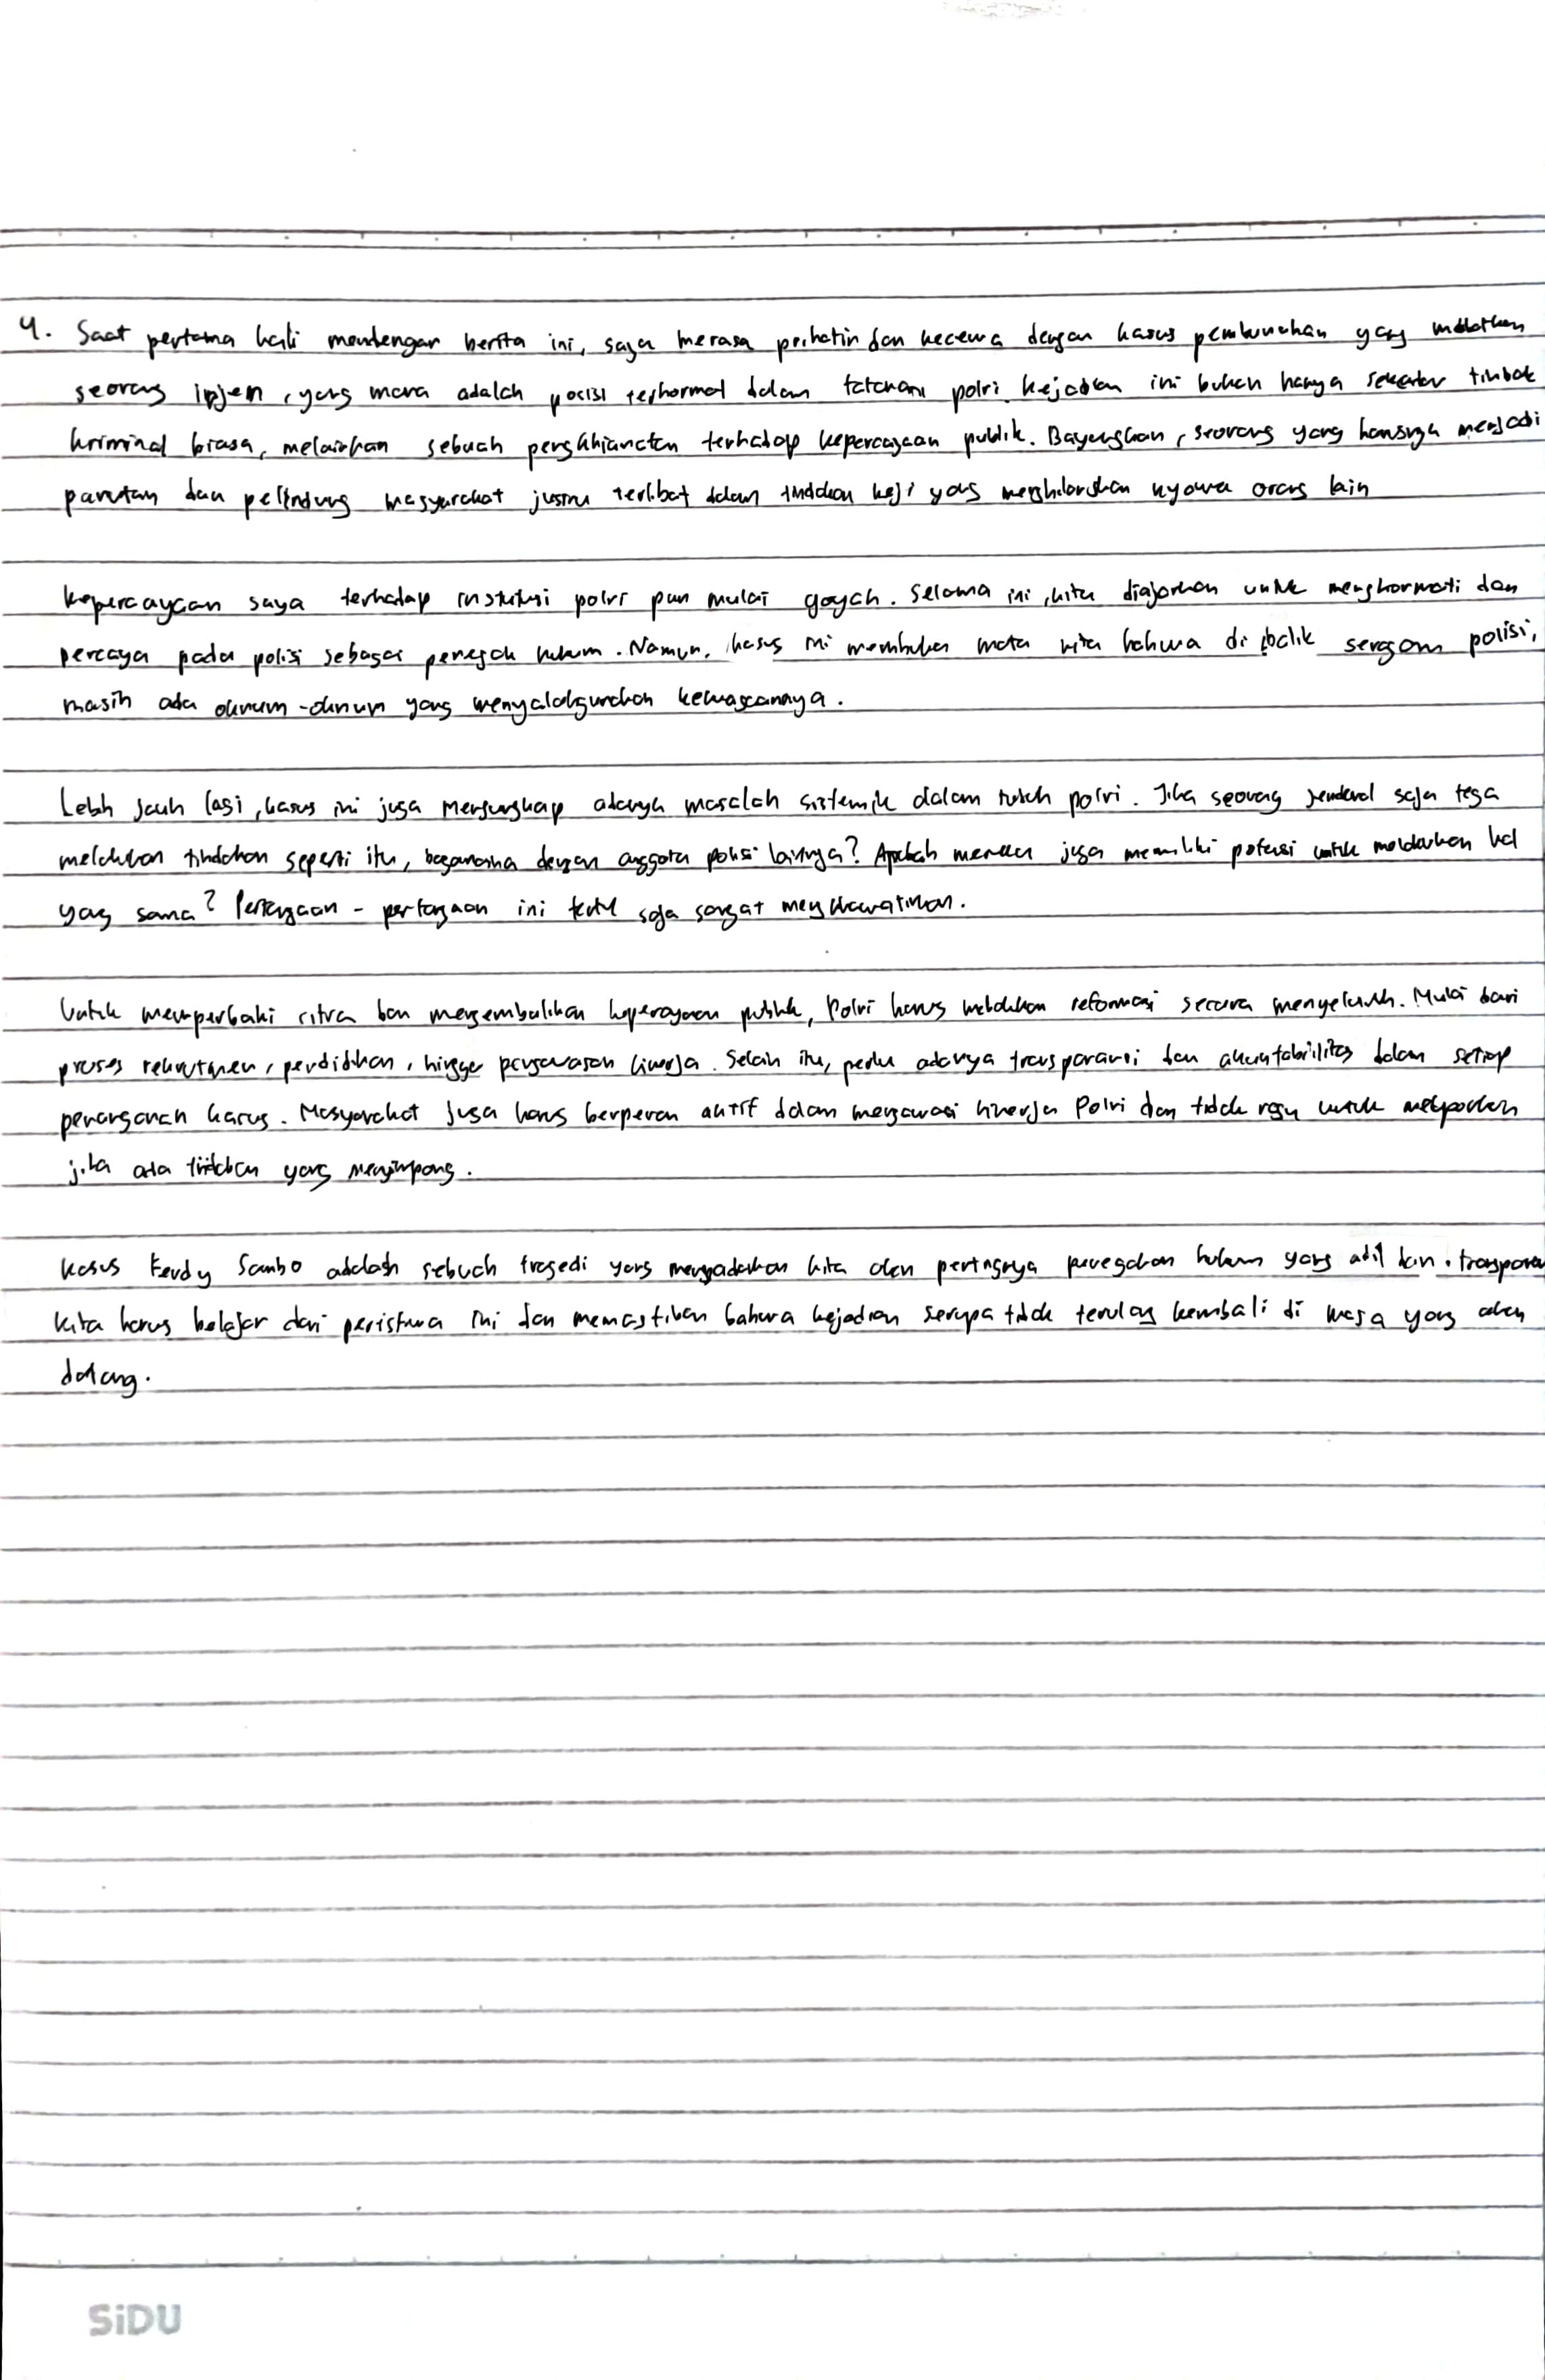 4. Saat pertama kali mendengar berita ini, saya merasa prihatin dan kecewa dengan kasus pembunuhan yang melibatkan
seorang irjen, yang mana adalah posisi terhormat dalam tatanan polri. kejadian ini bukan hanya sekedar tindak
kriminal biasa, melainkan sebuah pengkhianatan terhadap kepercayaan publik. Bayangkan, seorang yang harusnya menjadi
panutan dan pelindung masyarakat justru terlibat dalam tindakan keji yang menghilangkan nyawa orang lain
kepercayaan saya terhadap institusi polri pun mulai goyah. Selama ini, kita diajarkan untuk menghormati dan
percaya pada polisi sebagai penegak hukum. Namun, kasus ini membuka mata kita bahwa di balik seragam polisi,
masih ada oknum-oknum yang menyalahgunakan kekuasaannya.
Lebih jauh lagi, kasus ini juga mengungkap adanya masalah sistemik dalam tubuh polri. Jika seorang jenderal saja tega
melakukan tindakan seperti itu, bagaimana dengan anggota polisi lainnya? Apakah mereka juga memiliki potensi untuk melakukan hal
yang sama? Pertanyaan - pertanyaan ini tentu saja sangat mengkhawatirkan.
Untuk memperbaiki citra dan mengembalikan kepercayaan publik, Polri harus melakukan reformasi secara menyeluruh. Mulai dari
proses rekrutmen, pendidikan, hingga pengawasan kinerja. Selain itu, perlu adanya transparansi dan akuntabilitas dalam setiap
penanganan kasus. Masyarakat juga harus berperan aktif dalam mengawasi kinerja Polri dan tidak ragu untuk melaporkan
jika ada tindakan yang menyimpang.
Kasus Ferdy Sambo adalah sebuah tragedi yang menyadarkan kita akan pentingnya penegakan hukum yang adil dan transparan
Kita harus belajar dari peristiwa ini dan memastikan bahwa kejadian serupa tidak terulang kembali di masa yang akan
datang.
SiDU